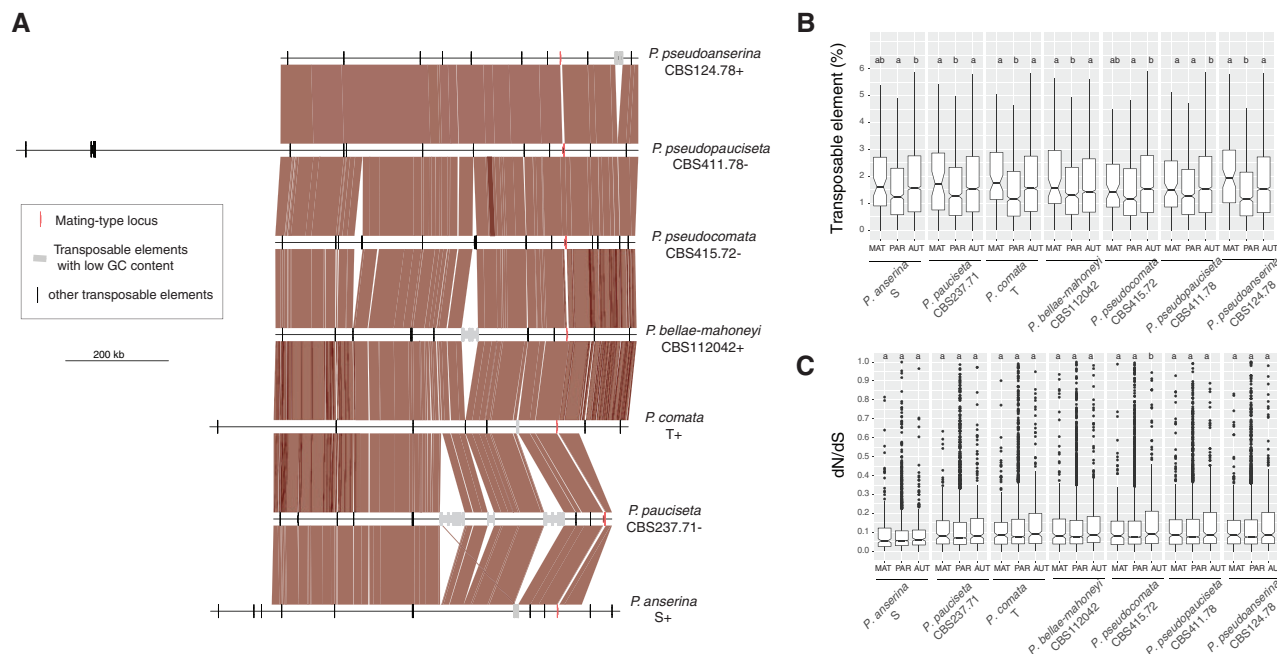 A
P. pseudoanserina
CBS124.78+
P. pseudopauciseta
CBS411.78-
P. pseudocomata
CBS415.72-
P. bellae-mahoneyi
CBS112042+
P. comata
T+
P. pauciseta
CBS237.71-
P. anserina
S+
Mating-type locus
Transposable elements
with low GC content
other transposable elements
200 kb
B
Transposable element (%)
6
5
4
3
2
1
0
ab a b a b a a b a a b a ab a b a a b a b a
MAT PAR AUT MAT PAR AUT MAT PAR AUT MAT PAR AUT MAT PAR AUT MAT PAR AUT MAT PAR AUT
P. anserina
S
P. pauciseta
CBS237.71
P. comata
T
P. bellae-mahoneyi
CBS112042
P. pseudocomata
CBS415.72
P. pseudopauciseta
CBS411.78
P. pseudoanserina
CBS124.78
C
dN/dS
1.0
0.9
0.8
0.7
0.6
0.5
0.4
0.3
0.2
0.1
0.0
a a a a a a a a a a a a a a b a a a a a a
MAT PAR AUT MAT PAR AUT MAT PAR AUT MAT PAR AUT MAT PAR AUT MAT PAR AUT MAT PAR AUT
P. anserina
S
P. pauciseta
CBS237.71
P. comata
T
P. bellae-mahoneyi
CBS112042
P. pseudocomata
CBS415.72
P. pseudopauciseta
CBS411.78
P. pseudoanserina
CBS124.78